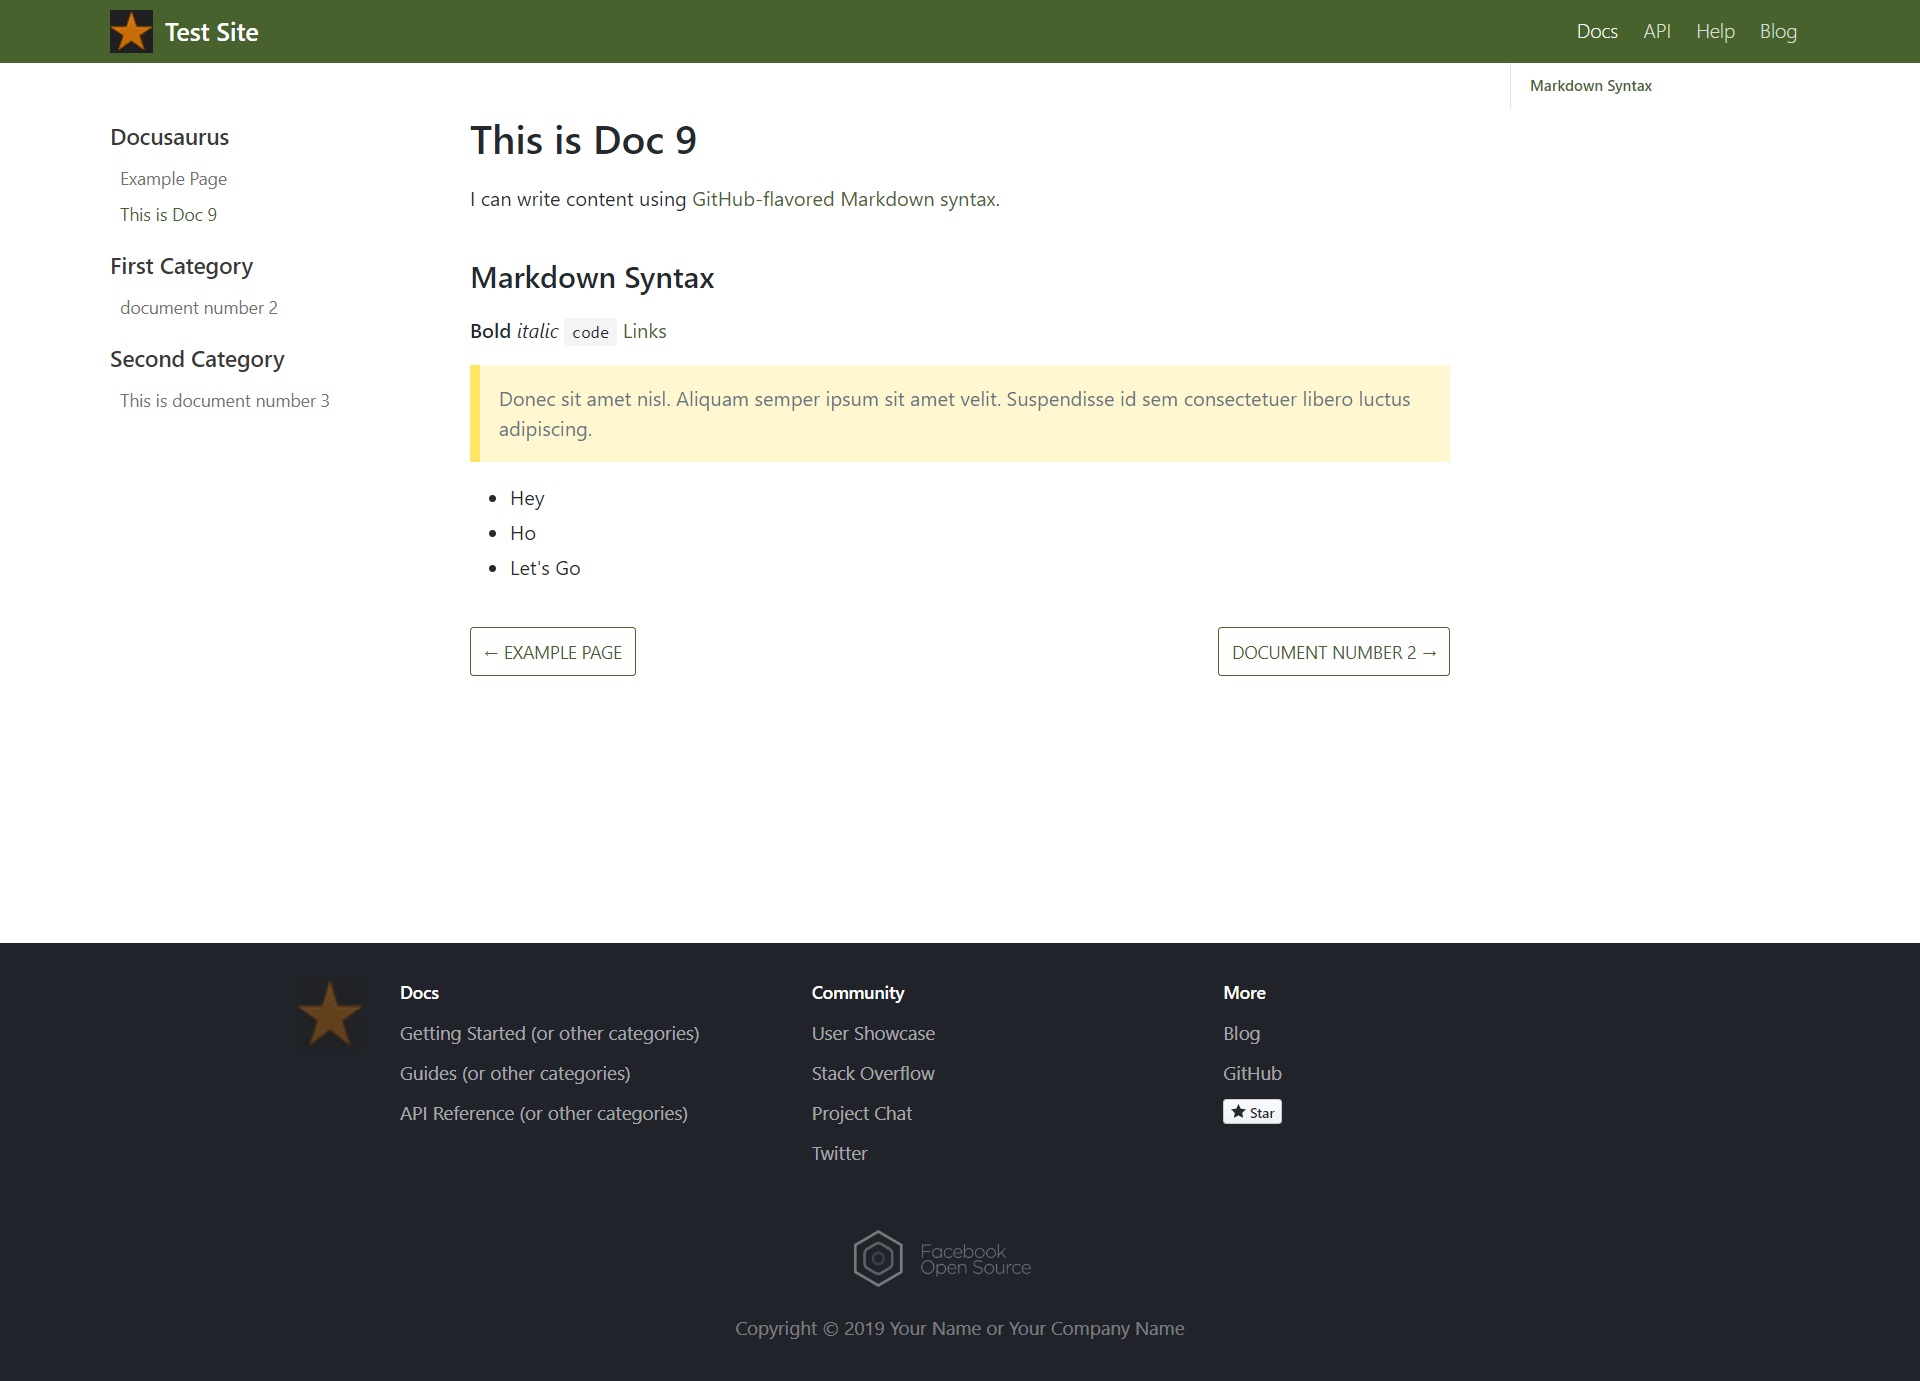 Test Site
Docs API Help Blog
Markdown Syntax
Docusaurus
Example Page
This is Doc 9
First Category
document number 2
Second Category
This is document number 3
This is Doc 9
I can write content using GitHub-flavored Markdown syntax.
Markdown Syntax
Bold italic code Links
Donec sit amet nisl. Aliquam semper ipsum sit amet velit. Suspendisse id sem consectetuer libero luctus
adipiscing.
• Hey
• Ho
• Let's Go
← EXAMPLE PAGE
DOCUMENT NUMBER 2 →
Docs
Getting Started (or other categories)
Guides (or other categories)
API Reference (or other categories)
Community
User Showcase
Stack Overflow
Project Chat
Twitter
More
Blog
GitHub
Star
Facebook
Open Source
Copyright © 2019 Your Name or Your Company Name